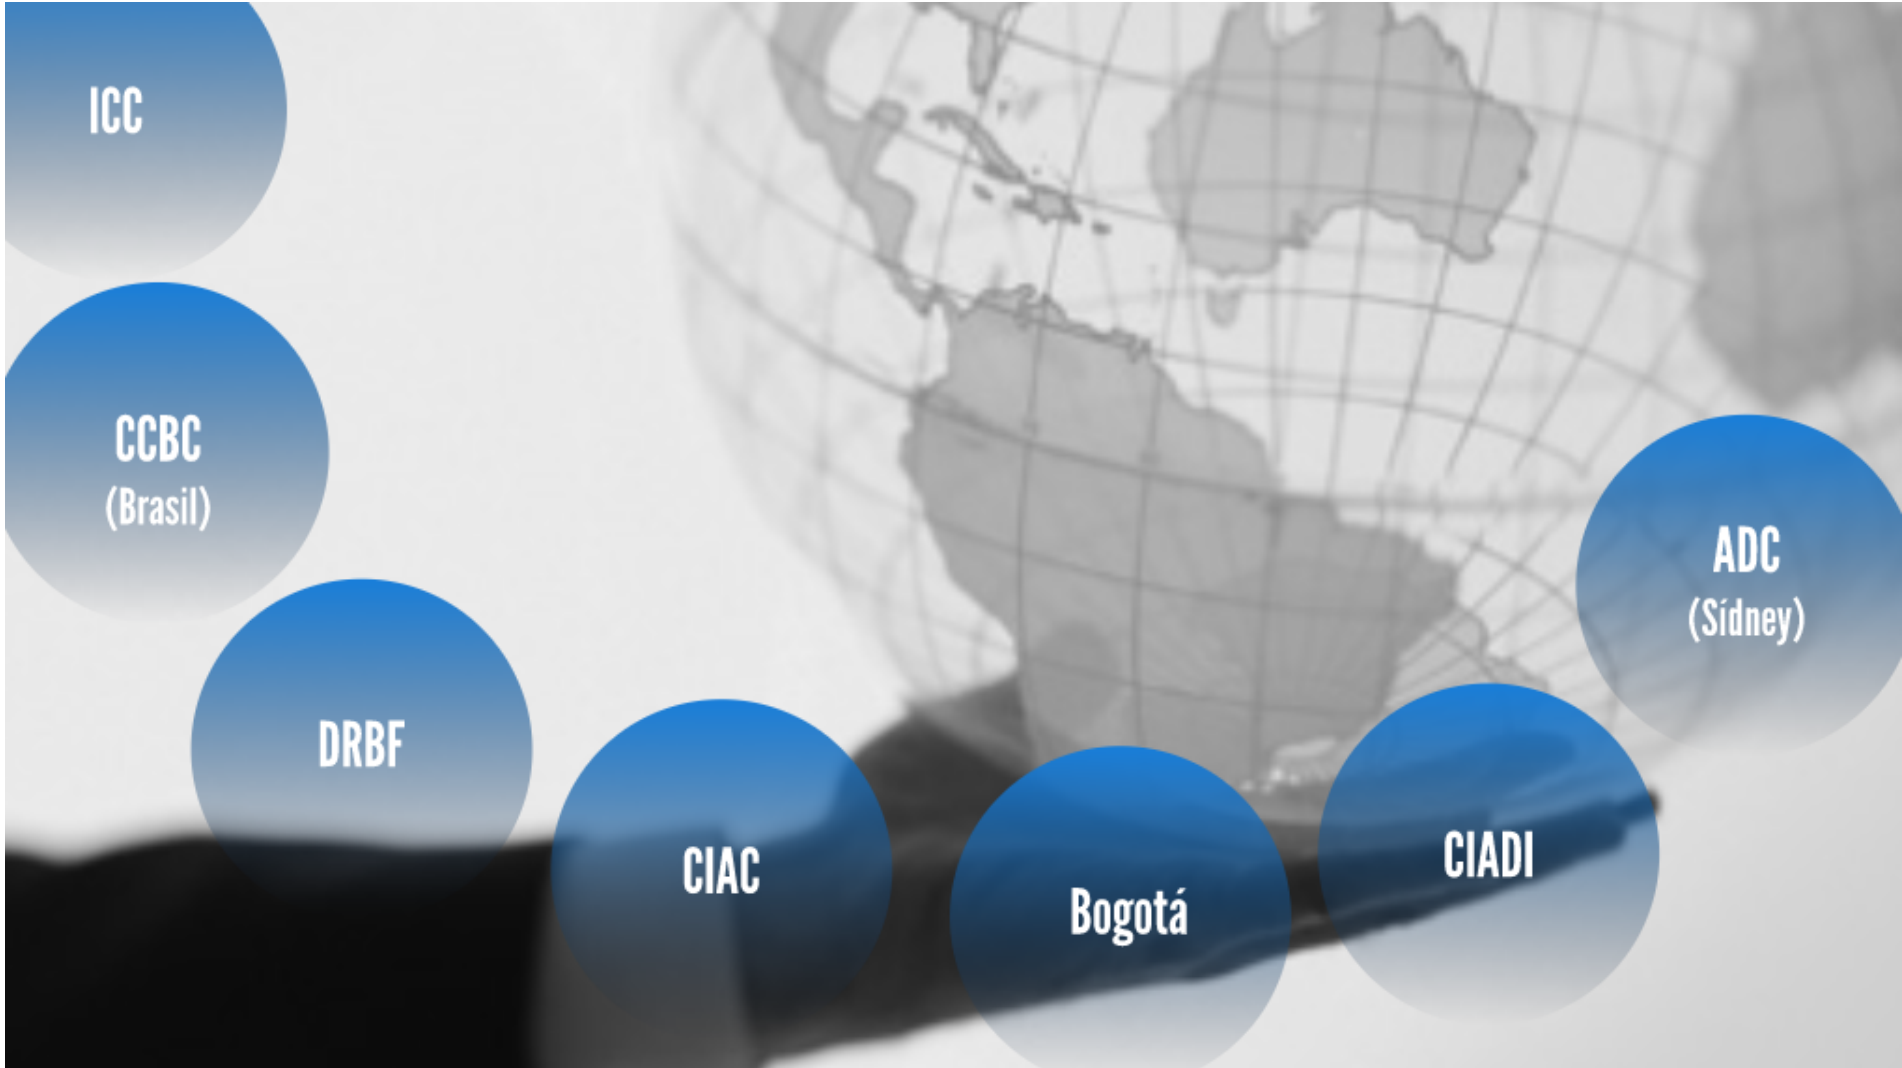 ICC
CCBC
(Brasil)
DRBF
CIAC
Bogotá
CIADI
ADC
(Sídney)